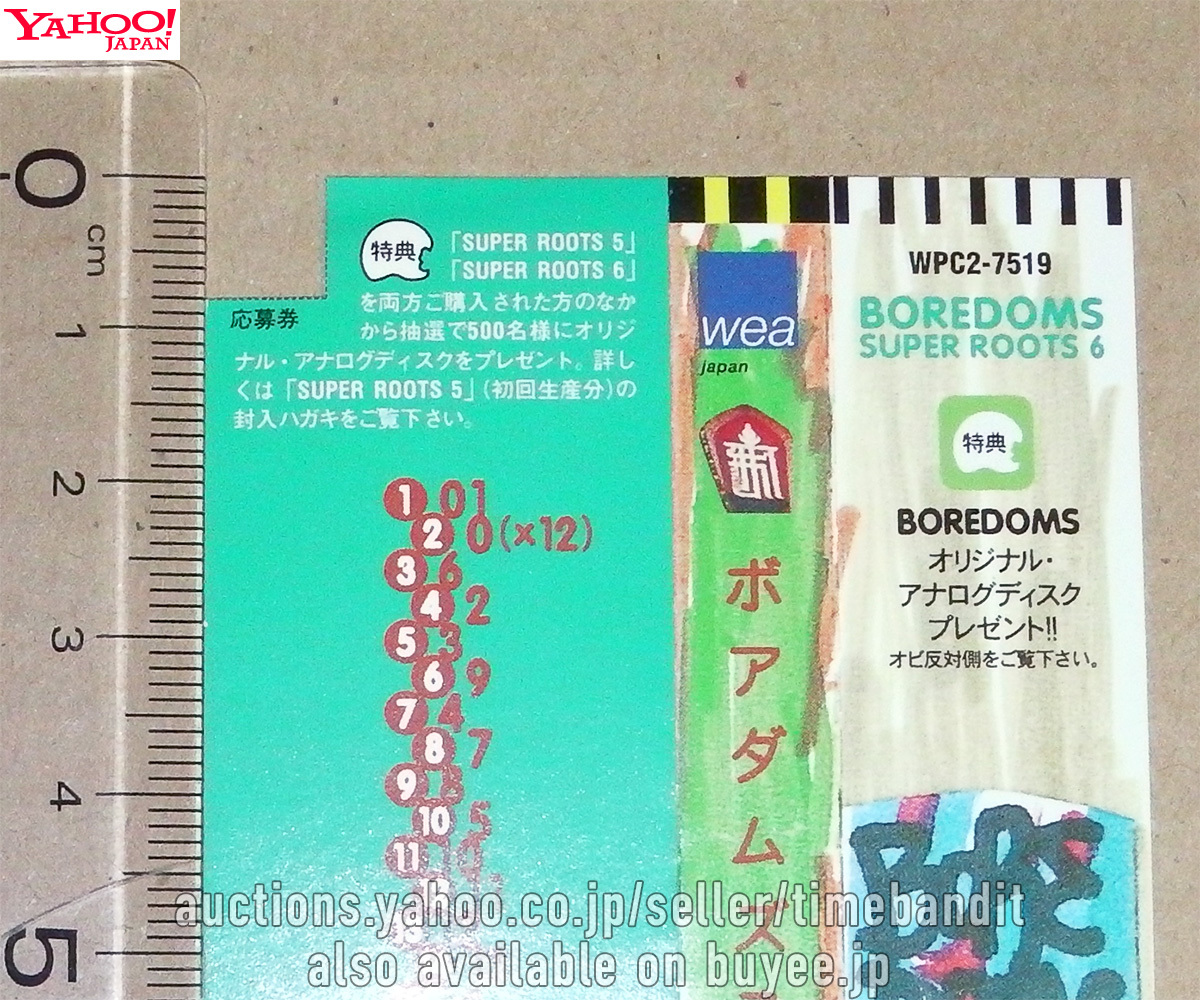 YAHOO!
JAPAN
0
cm
1
2
3
4
5
特典
「SUPER ROOTS 5」
「SUPER ROOTS 6」
を両方ご購入された方のなか
から抽選で500名様にオリジ
ナル・アナログディスクをプレゼント。詳し
くは「SUPER ROOTS 5」(初回生産分)の
封入ハガキをご覧下さい。
応募券
1 01
2 0(×12)
3 6
4 2
5 3
6 9
7 4
8 7
9 8
10 5
11 10
wea
japan
ボアダムズ
WPC2-7519
BOREDOMS
SUPER ROOTS 6
特典
BOREDOMS
オリジナル・
アナログディスク
プレゼント!!
オビ反対側をご覧下さい。
auctions.yahoo.co.jp/seller/timebandit
also available on buyee.jp